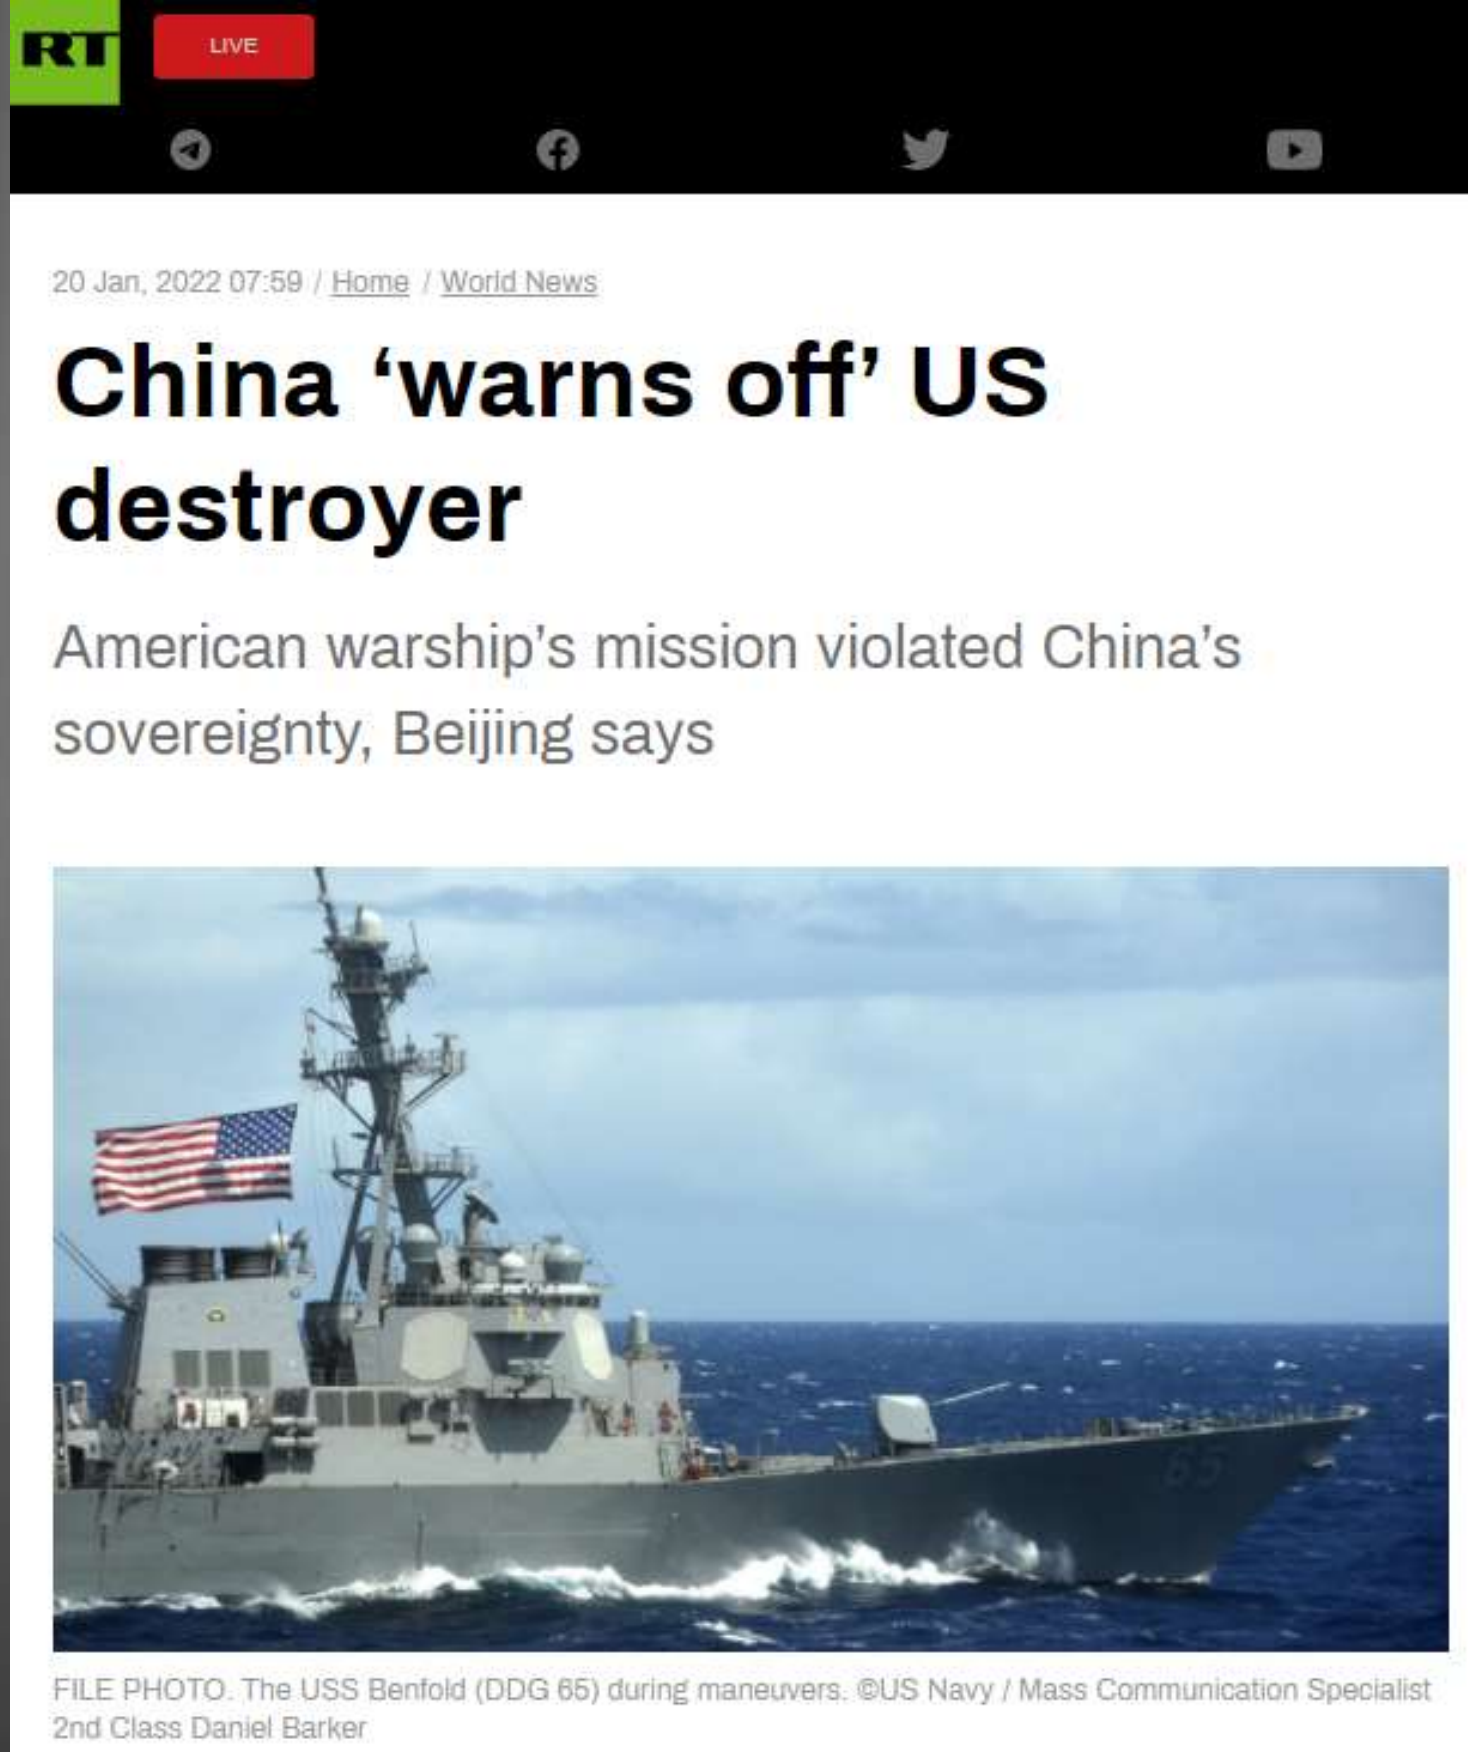 RT
LIVE
20 Jan, 2022 07:59 / Home / World News
China ‘warns off’ US
destroyer
American warship’s mission violated China’s
sovereignty, Beijing says
65
FILE PHOTO. The USS Benfold (DDG 65) during maneuvers. ©US Navy / Mass Communication Specialist
2nd Class Daniel Barker